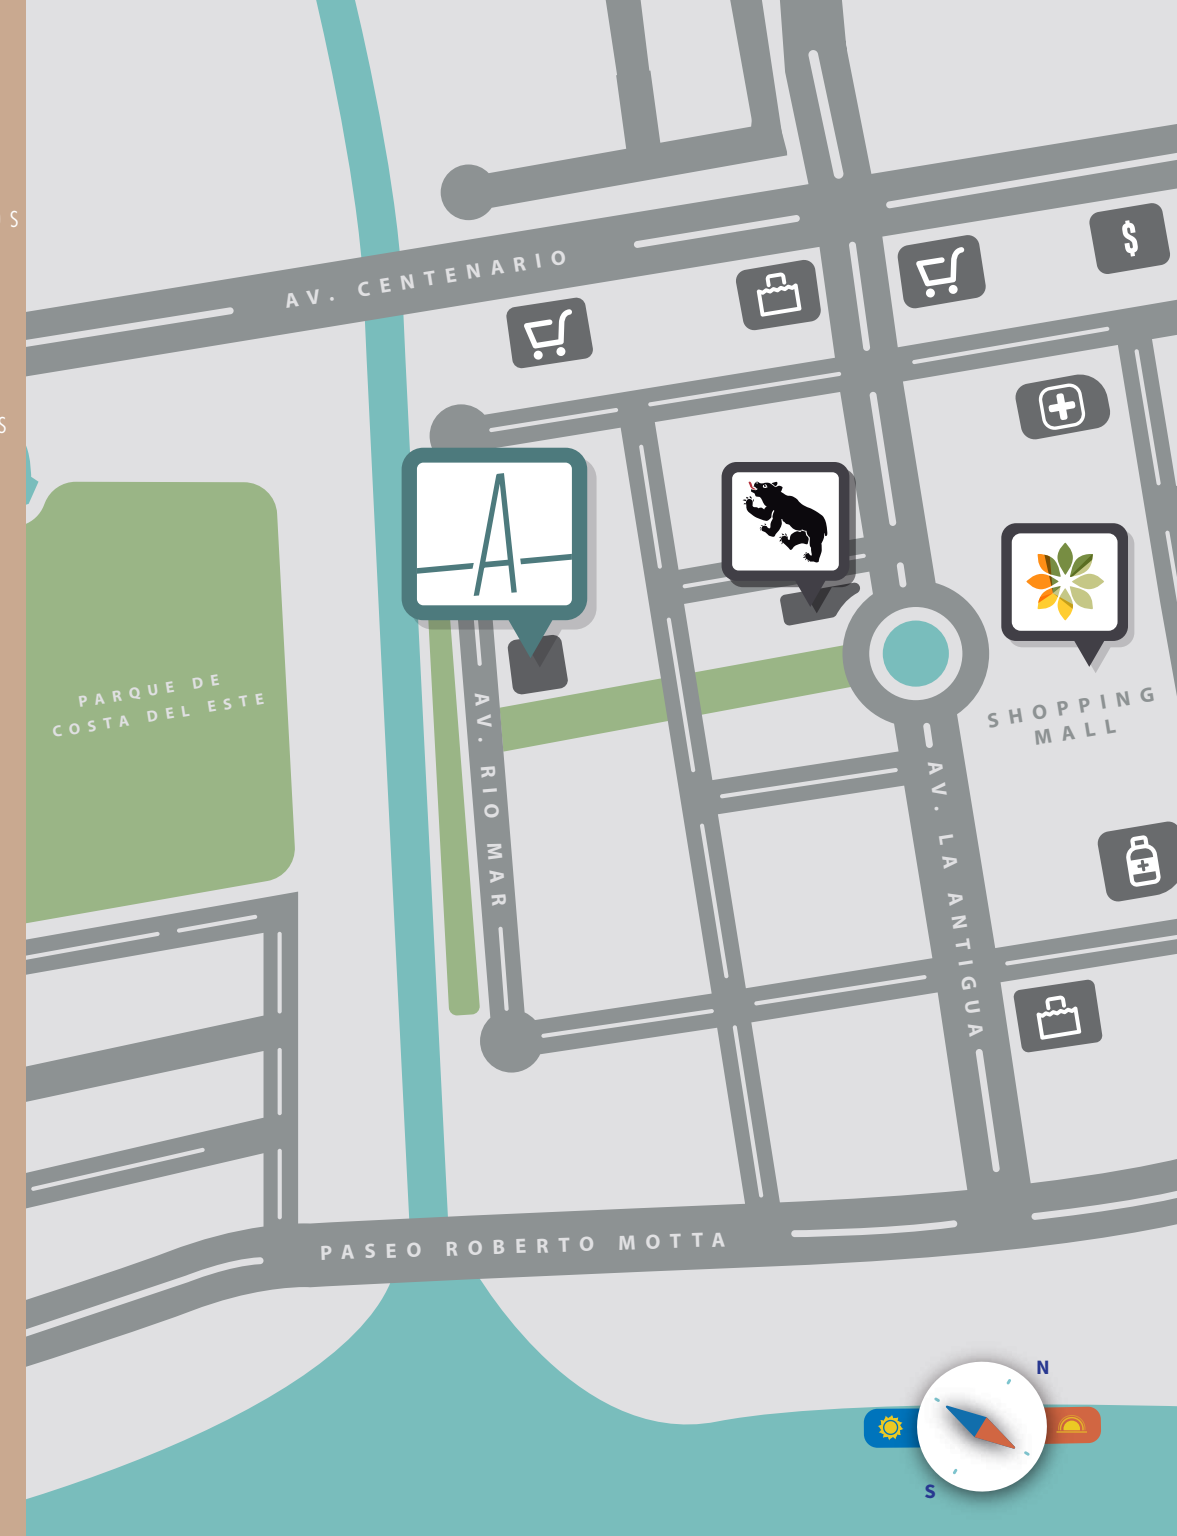 S
AV. CENTENARIO
$
S
PARQUE DE
COSTA DEL ESTE
AV. RIO MAR
SHOPPING
MALL
AV. LA ANTIGUA
PASEO ROBERTO MOTTA
N
S